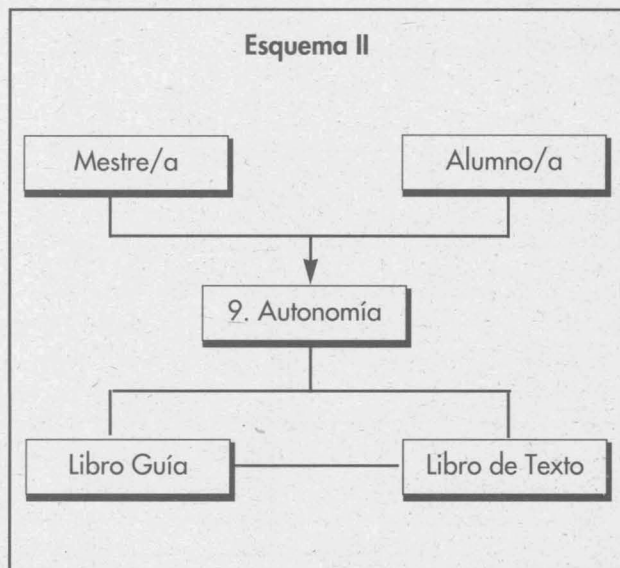 Esquema II
Mestre/a
Alumno/a
9. Autonomía
Libro Guía
Libro de Texto